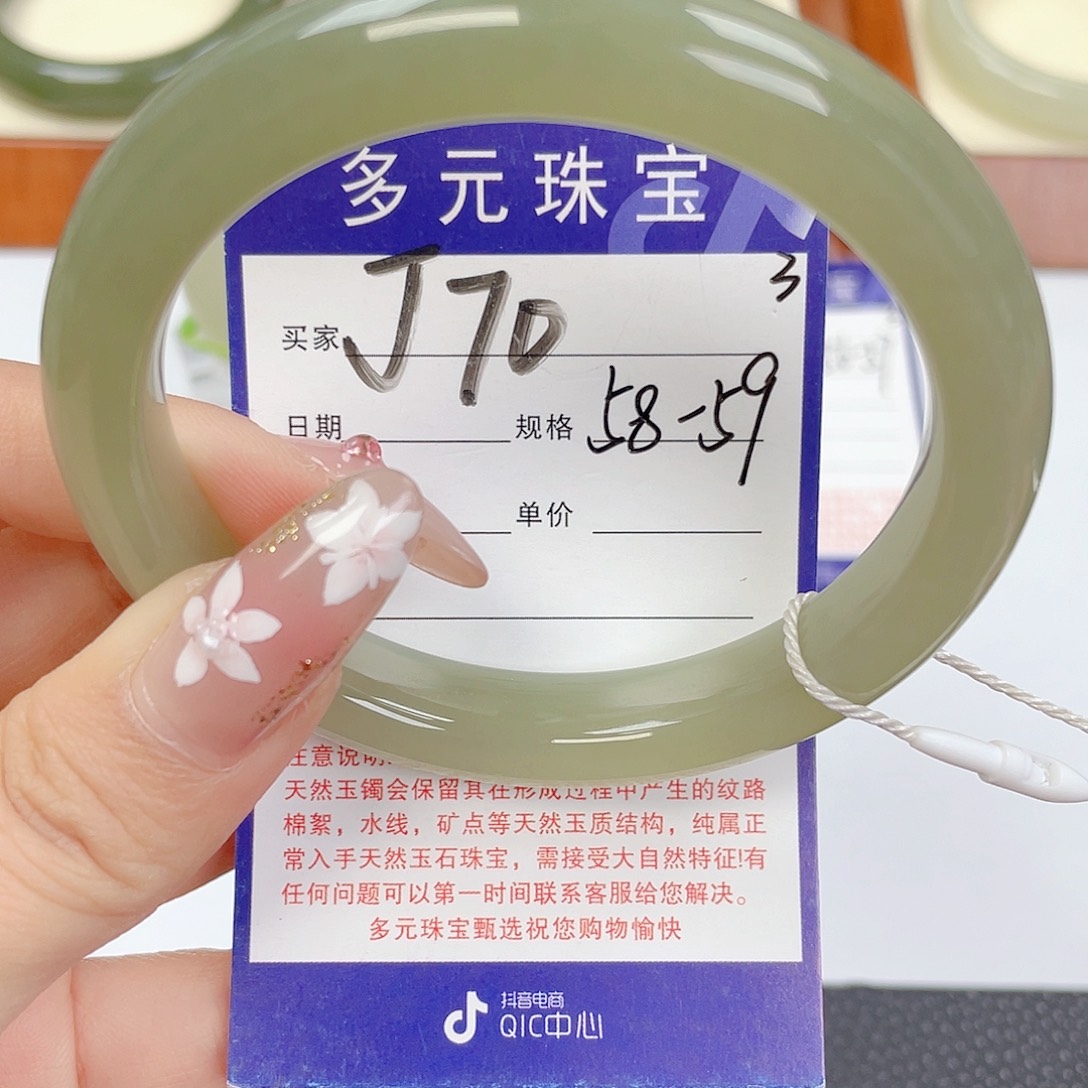 多元珠宝
3
买家 J70
日期 规格 58-59
单价
注意说明
天然玉镯会保留其在形成过程中产生的纹路
棉絮，水线，矿点等天然玉质结构，纯属正
常入手天然玉石珠宝，需接受大自然特征!有
任何问题可以第一时间联系客服给您解决。
多元珠宝甄选祝您购物愉快
抖音电商
QIC中心